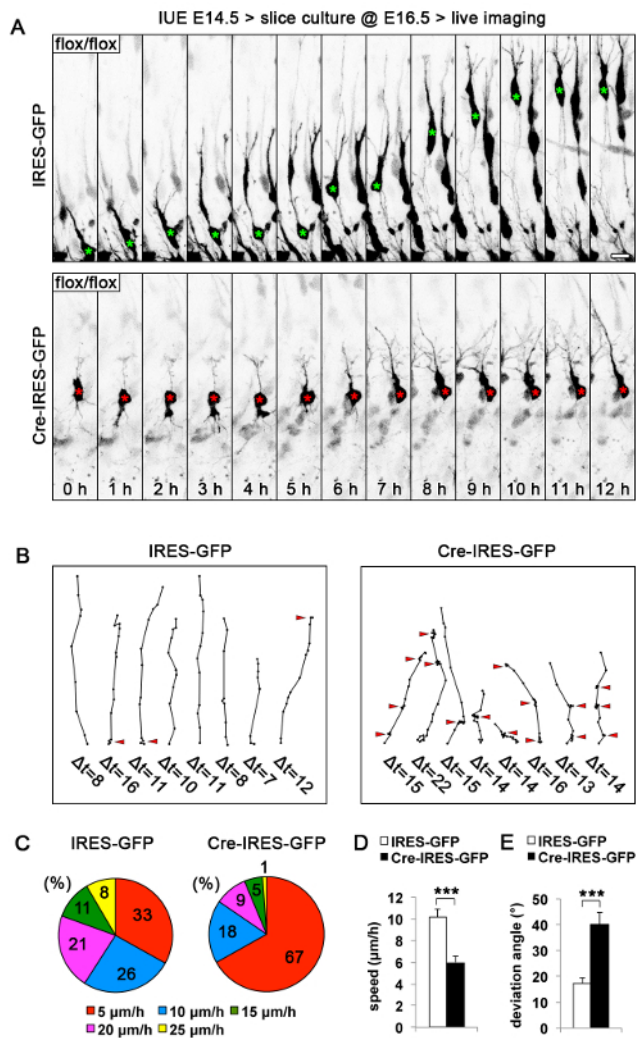 IUE E14.5 > slice culture @ E16.5 > live imaging
A
flox/flox
IRES-GFP
flox/flox
Cre-IRES-GFP
0 h 1 h 2 h 3 h 4 h 5 h 6 h 7 h 8 h 9 h 10 h 11 h 12 h
B
IRES-GFP Cre-IRES-GFP
Δt=8 Δt=16 Δt=11 Δt=10 Δt=11 Δt=8 Δt=7 Δt=12
Δt=15 Δt=22 Δt=15 Δt=14 Δt=14 Δt=16 Δt=13 Δt=14
C
IRES-GFP Cre-IRES-GFP
(%) 8 33 26 21 11
(%) 1 67 18 9 5
5 µm/h 10 µm/h 15 µm/h
20 µm/h 25 µm/h
D
IRES-GFP
Cre-IRES-GFP
***
speed (µm/h)
12
10
8
6
4
2
0
E
IRES-GFP
Cre-IRES-GFP
***
deviation angle (°)
50
40
30
20
10
0